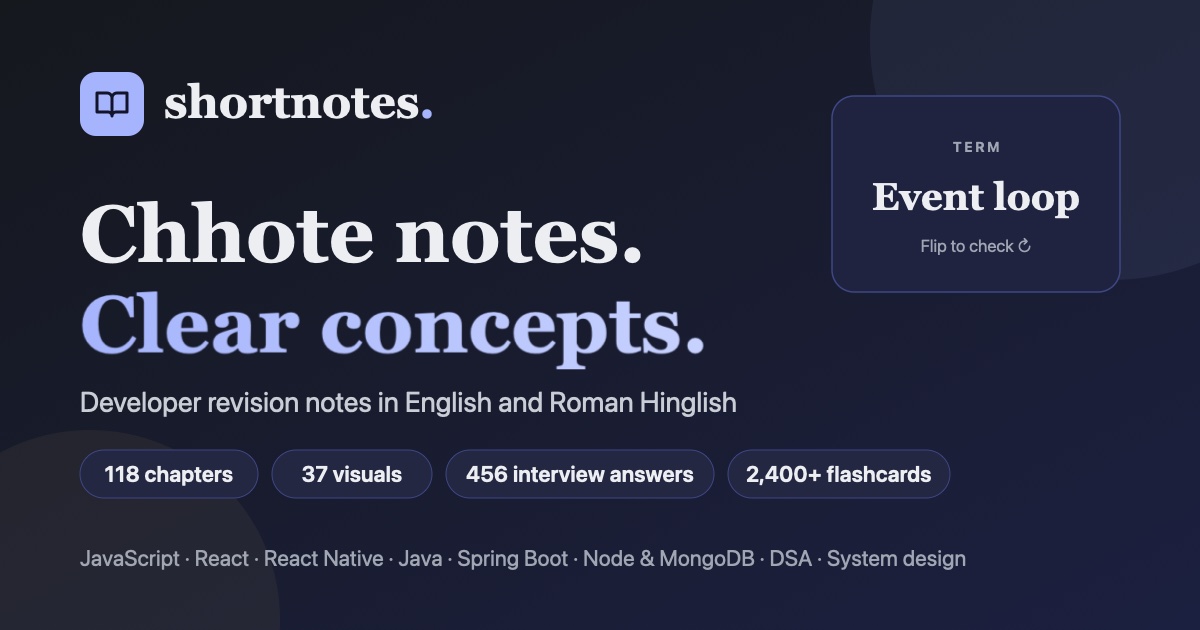 shortnotes.
TERM
Event loop
Flip to check ↻
Chhote notes.
Clear concepts.
Developer revision notes in English and Roman Hinglish
118 chapters
37 visuals
456 interview answers
2,400+ flashcards
JavaScript · React · React Native · Java · Spring Boot · Node & MongoDB · DSA · System design